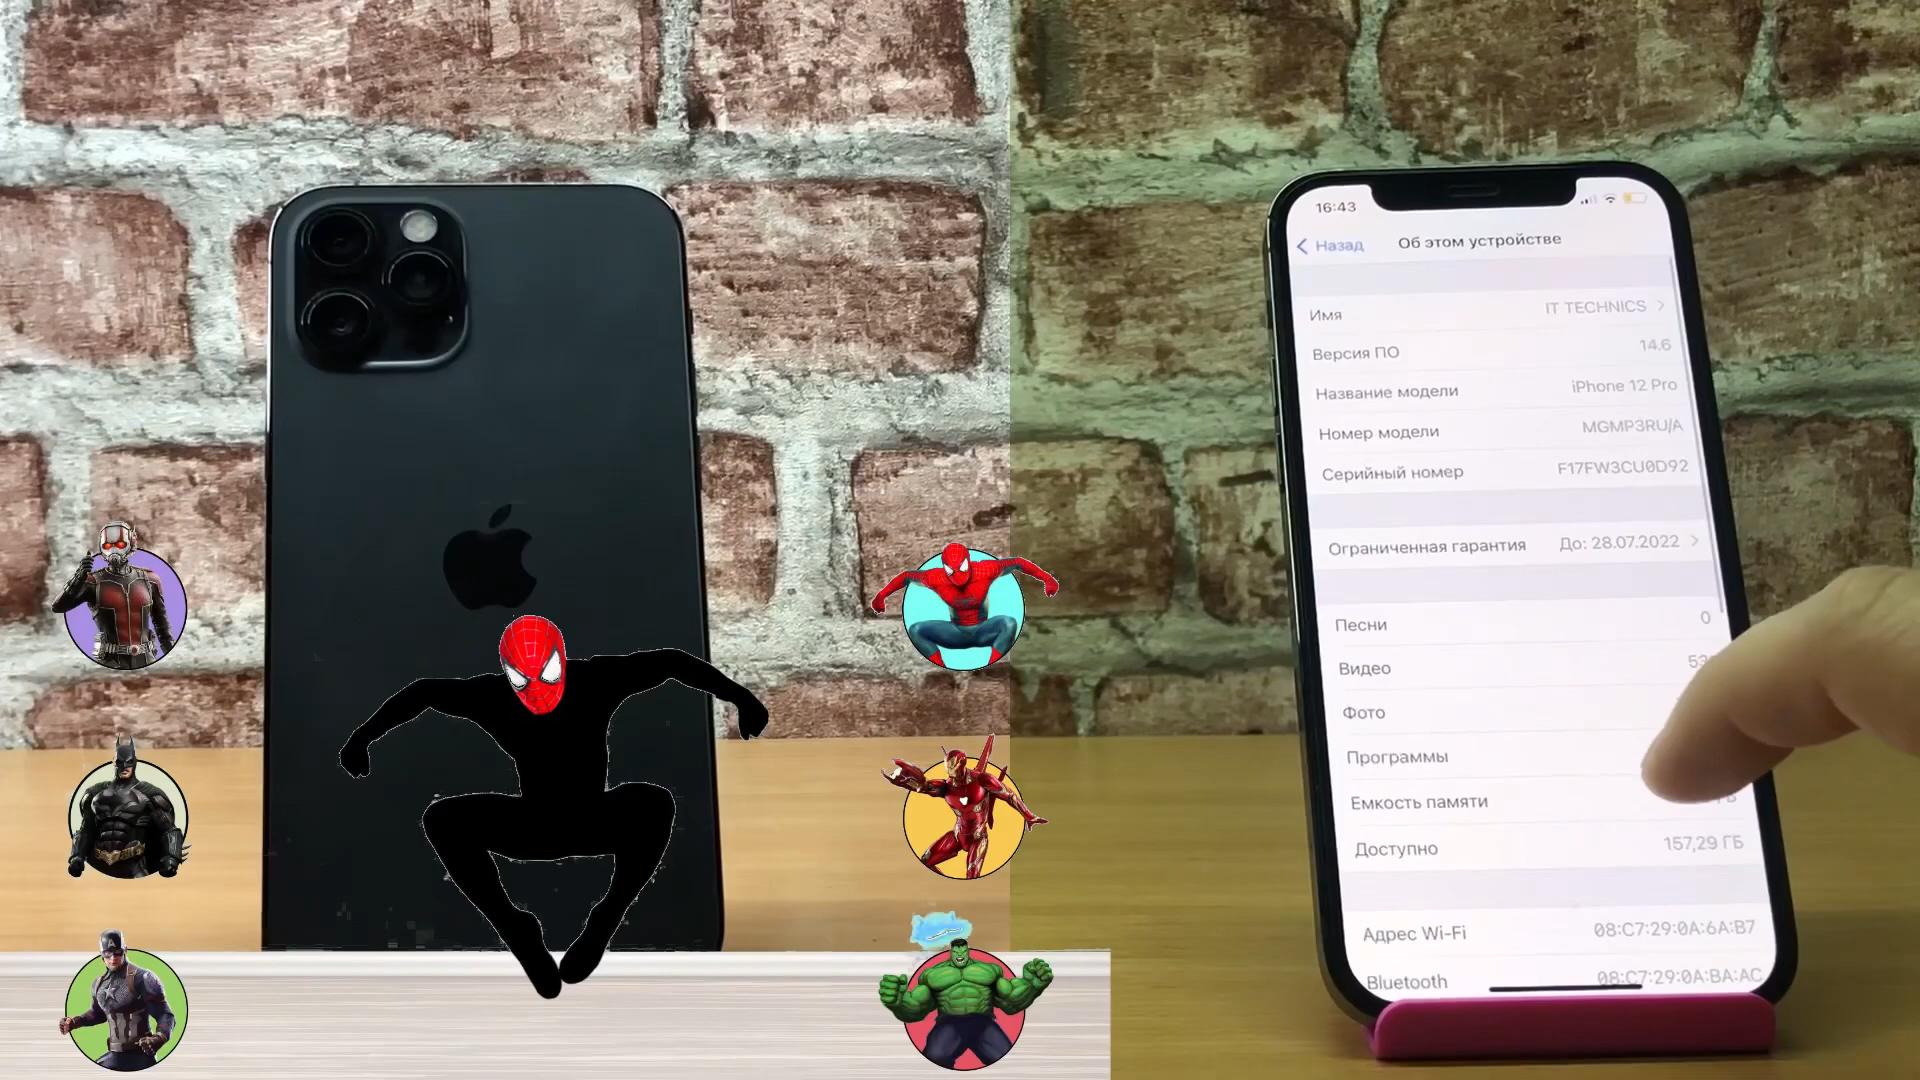 16:43
Назад
Об этом устройстве
Имя IT TECHNICS
Версия ПО 14.6
Название модели iPhone 12 Pro
Номер модели MGMP3RU/A
Серийный номер F17FW3CU0D92
Ограниченная гарантия До: 28.07.2022
Песни 0
Видео
Фото
Программы
Емкость памяти
Доступно 157,29 ГБ
Адрес Wi-Fi 08:C7:29:0A:6A:B7
Bluetooth 08:C7:29:0A:BA:AC